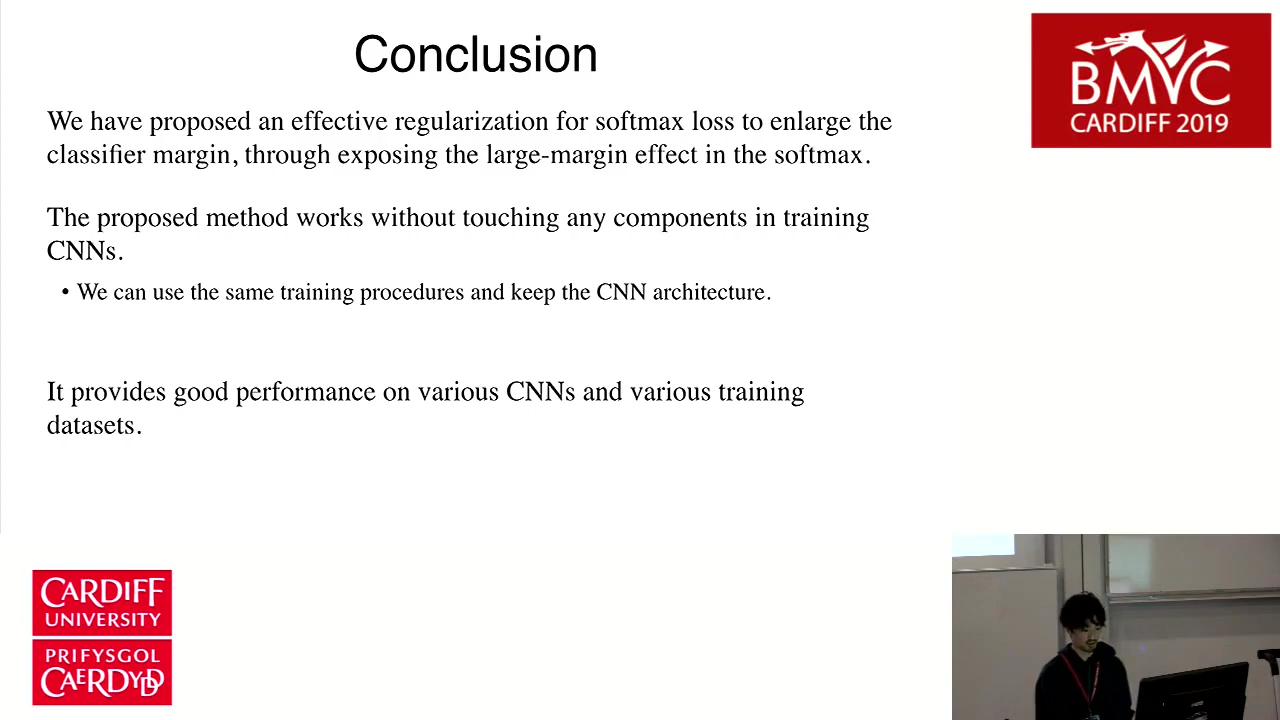 Conclusion
BMVC
CARDIFF 2019
We have proposed an effective regularization for softmax loss to enlarge the
classifier margin, through exposing the large-margin effect in the softmax.
The proposed method works without touching any components in training
CNNs.
• We can use the same training procedures and keep the CNN architecture.
It provides good performance on various CNNs and various training
datasets.
CARDIFF
UNIVERSITY
PRIFYSGOL
CAERDYDD